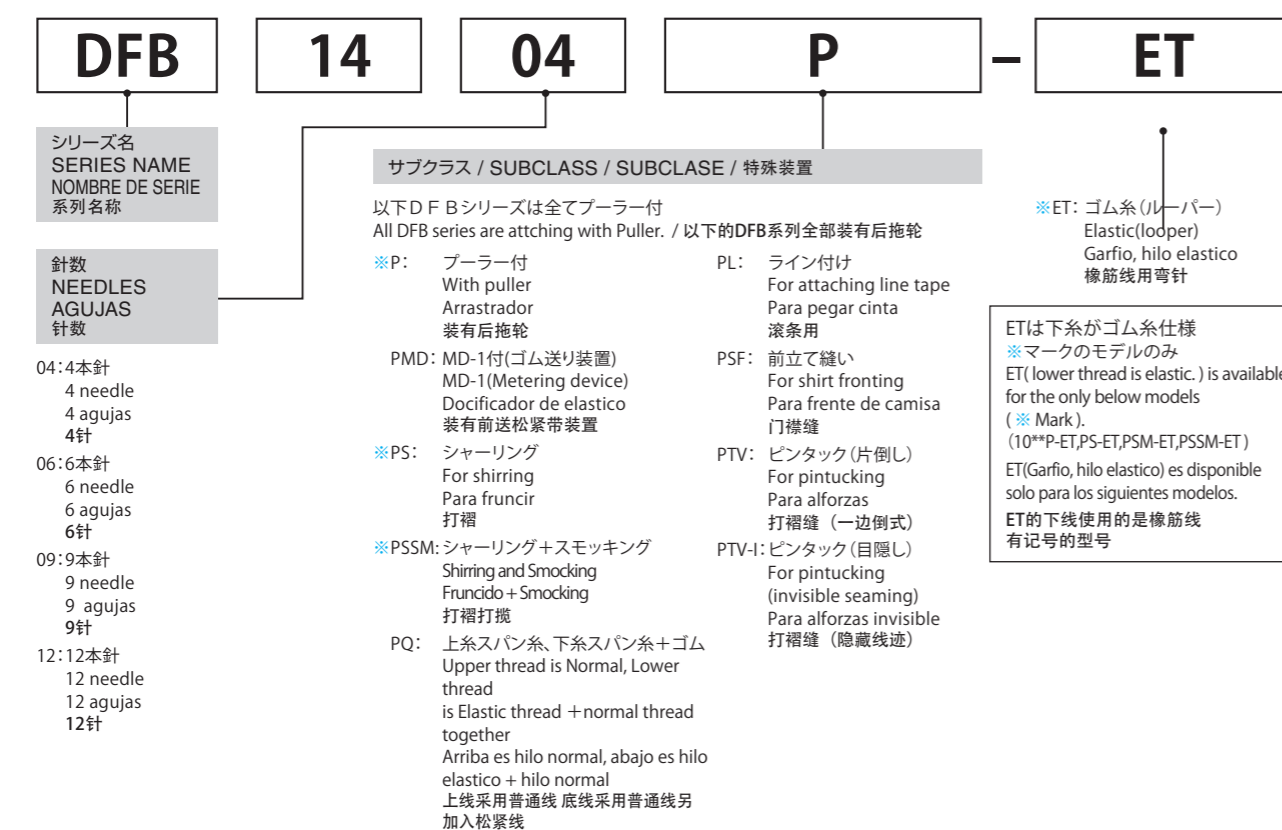 DFB 14 04 P – ET
シリーズ名
SERIES NAME
NOMBRE DE SERIE
系列名称
針数
NEEDLES
AGUJAS
针数
04:4本針
4 needle
4 agujas
4针
06:6本針
6 needle
6 agujas
6针
09:9本針
9 needle
9 agujas
9针
12:12本針
12 needle
12 agujas
12针
サブクラス / SUBCLASS / SUBCLASE / 特殊装置
以下DFBシリーズは全てプーラー付
All DFB series are attching with Puller. / 以下的DFB系列全部装有后拖轮
※P: プーラー付
With puller
Arrastrador
装有后拖轮
PMD: MD-1付(ゴム送り装置)
MD-1(Metering device)
Docificador de elastico
装有前送松紧带装置
※PS: シャーリング
For shirring
Para fruncir
打褶
※PSSM: シャーリング+スモッキング
Shirring and Smocking
Fruncido + Smocking
打褶打揽
PQ: 上糸スパン糸、下糸スパン糸+ゴム
Upper thread is Normal, Lower
thread
is Elastic thread +normal thread
together
Arriba es hilo normal, abajo es hilo
elastico + hilo normal
上线采用普通线 底线采用普通线另
加入松紧线
PL: ライン付け
For attaching line tape
Para pegar cinta
滚条用
PSF: 前立て縫い
For shirt fronting
Para frente de camisa
门襟缝
PTV: ピンタック(片倒し)
For pintucking
Para alforzas
打褶缝(一边倒式)
PTV-I: ピンタック(目隠し)
For pintucking
(invisible seaming)
Para alforzas invisible
打褶缝(隐藏线迹)
※ET: ゴム糸(ルーパー)
Elastic(looper)
Garfio, hilo elastico
橡筋线用弯针
ETは下糸がゴム糸仕様
※マークのモデルのみ
ET( lower thread is elastic. ) is available
for the only below models
( ※ Mark ).
(10**P-ET,PS-ET,PSM-ET,PSSM-ET)
ET(Garfio, hilo elastico) es disponible
solo para los siguientes modelos.
ET的下线使用的是橡筋线
有记号的型号